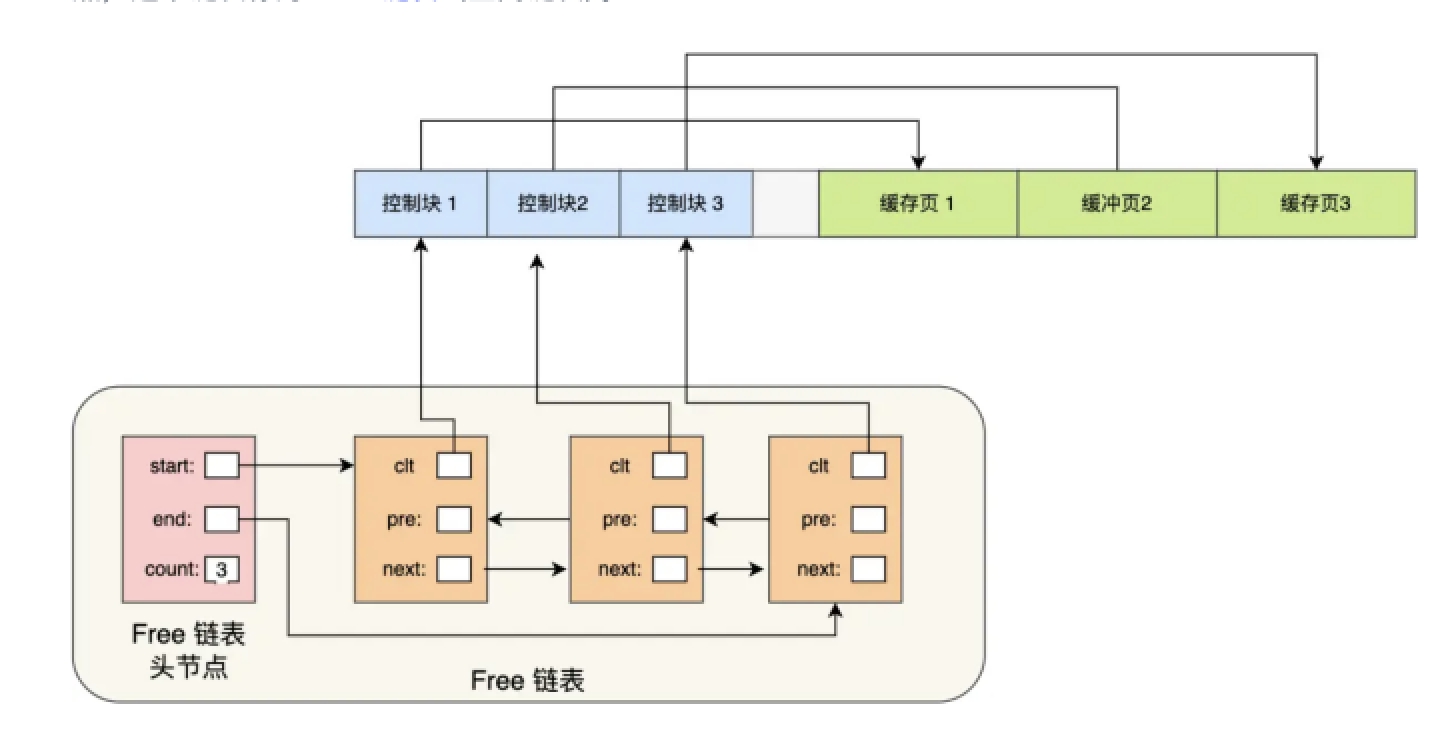 控制块 1
控制块2
控制块 3
缓存页 1
缓冲页2
缓存页3
start:
end:
count: 3
clt
pre:
next:
clt
pre:
next:
clt
pre:
next:
Free 链表
头节点
Free 链表